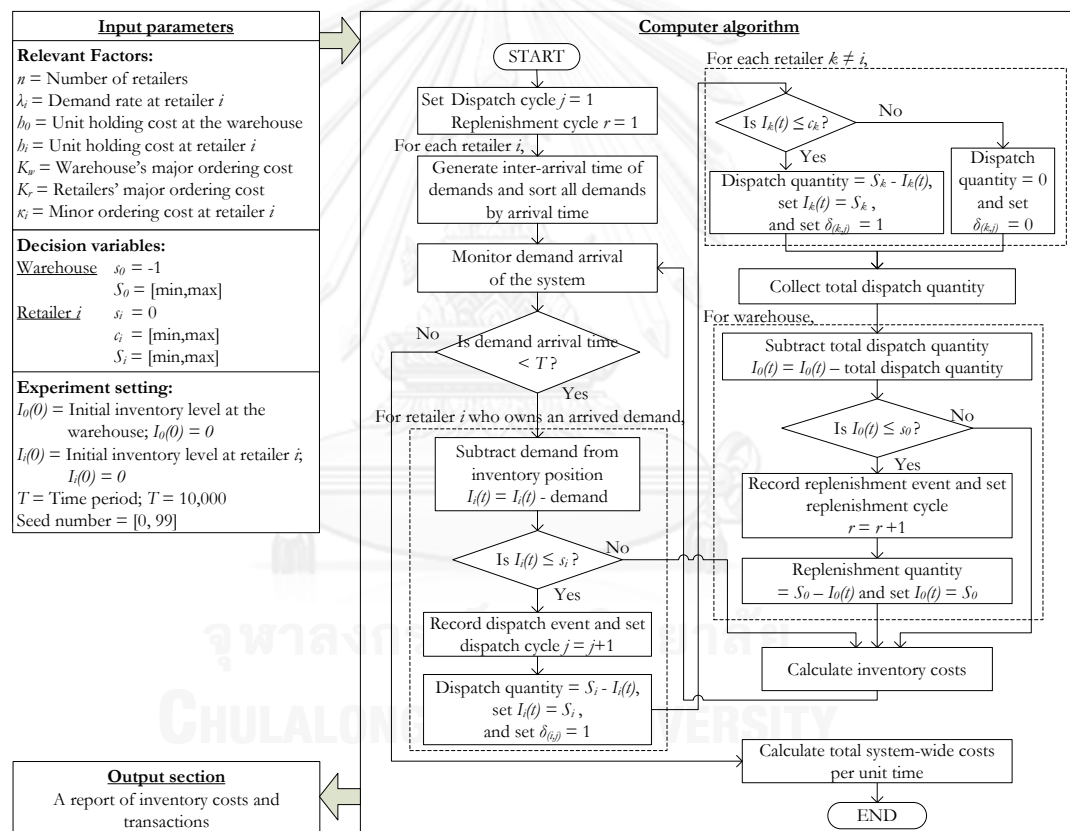 Input parameters
Relevant Factors:
n = Number of retailers
λi = Demand rate at retailer i
h0 = Unit holding cost at the warehouse
hi = Unit holding cost at retailer i
Kw = Warehouse's major ordering cost
Kr = Retailers' major ordering cost
κi = Minor ordering cost at retailer i
Decision variables:
Warehouse s0 = -1
S0 = [min,max]
Retailer i si = 0
ci = [min,max]
Si = [min,max]
Experiment setting:
I0(0) = Initial inventory level at the
warehouse; I0(0) = 0
Ii(0) = Initial inventory level at retailer i;
Ii(0) = 0
T = Time period; T = 10,000
Seed number = [0, 99]
Output section
A report of inventory costs and
transactions
Computer algorithm
START
Set Dispatch cycle j = 1
Replenishment cycle r = 1
For each retailer i,
Generate inter-arrival time of
demands and sort all demands
by arrival time
Monitor demand arrival
of the system
No
Is demand arrival time
< T ?
Yes
For retailer i who owns an arrived demand,
Subtract demand from
inventory position
Ii(t) = Ii(t) - demand
Is Ii(t) ≤ si ?
No
Yes
Record dispatch event and set
dispatch cycle j = j+1
Dispatch quantity = Si - Ii(t),
set Ii(t) = Si ,
and set δ(i,j) = 1
For each retailer k ≠ i,
Is Ik(t) ≤ ck ?
No
Yes
Dispatch quantity = Sk - Ik(t),
set Ik(t) = Sk ,
and set δ(k,j) = 1
Dispatch
quantity = 0
and set
δ(k,j) = 0
Collect total dispatch quantity
For warehouse,
Subtract total dispatch quantity
I0(t) = I0(t) – total dispatch quantity
Is I0(t) ≤ s0 ?
No
Yes
Record replenishment event and set
replenishment cycle
r = r +1
Replenishment quantity
= S0 – I0(t) and set I0(t) = S0
Calculate inventory costs
Calculate total system-wide costs
per unit time
END